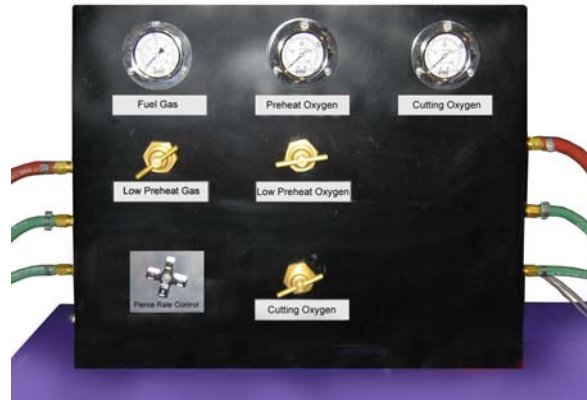 Fuel Gas
Preheat Oxygen
Cutting Oxygen
Low Preheat Gas
Low Preheat Oxygen
Pierce Rate Control
Cutting Oxygen